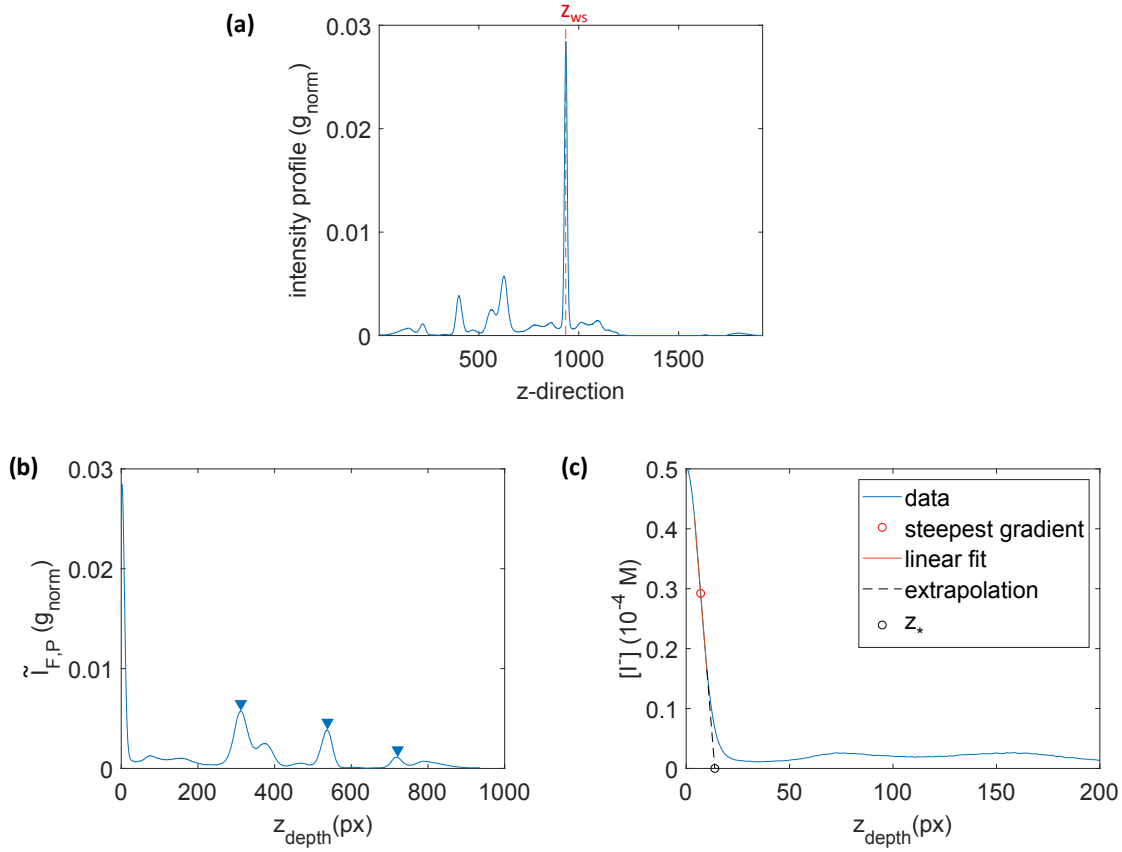 (a)
z_ws
0.03
0.02
0.01
0
intensity profile (g_norm)
500
1000
1500
z-direction
(b)
0.03
0.02
0.01
0
Ĩ_F,P (g_norm)
0
200
400
600
800
1000
z_depth(px)
(c)
0.5
0.4
0.3
0.2
0.1
0
[I⁻] (10⁻⁴ M)
data
steepest gradient
linear fit
extrapolation
z_*
0
50
100
150
200
z_depth(px)